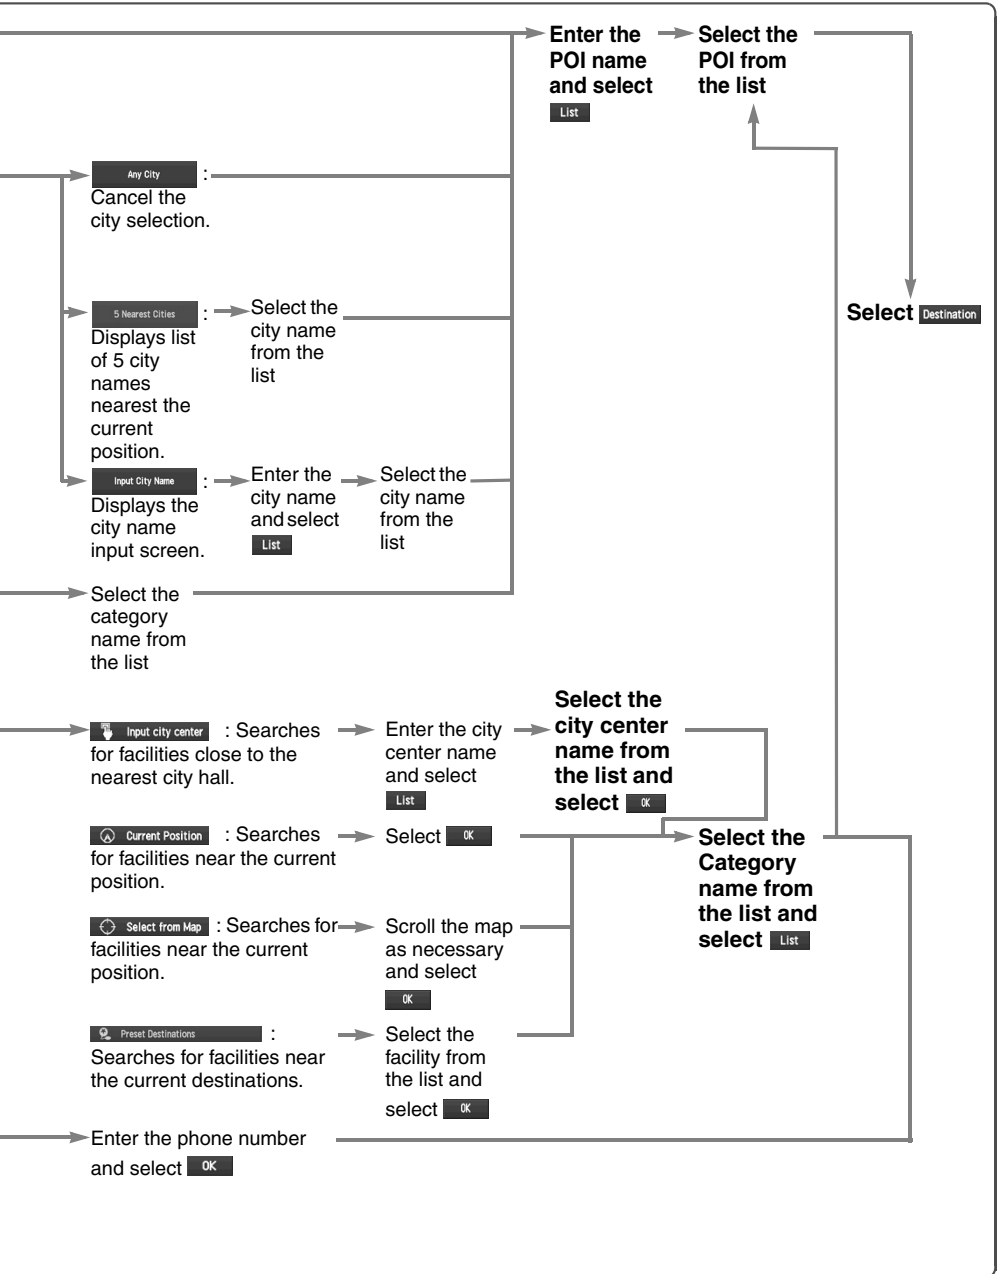 Enter the
POI name
and select
List
Select the
POI from
the list
Any City :
Cancel the
city selection.
5 Nearest Cities :
Displays list
of 5 city
names
nearest the
current
position.
Select the
city name
from the
list
Select Destination
Input City Name :
Displays the
city name
input screen.
Enter the
city name
and select
List
Select the
city name
from the
list
Select the
category
name from
the list
Input city center : Searches
for facilities close to the
nearest city hall.
Enter the city
center name
and select
List
Select the
city center
name from
the list and
select OK
Current Position : Searches
for facilities near the current
position.
Select OK
Select the
Category
name from
the list and
select List
Select from Map : Searches for
facilities near the current
position.
Scroll the map
as necessary
and select
OK
Preset Destinations :
Searches for facilities near
the current destinations.
Select the
facility from
the list and
select OK
Enter the phone number
and select OK